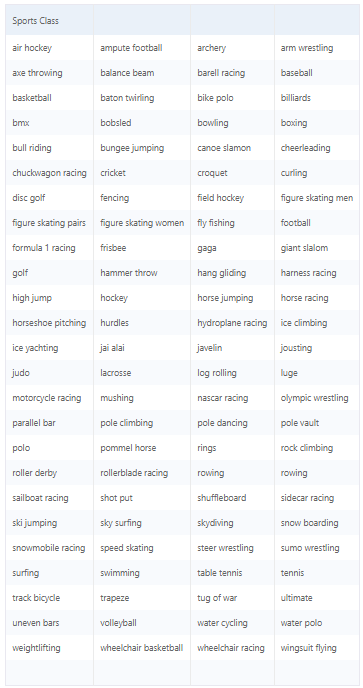 Sports Class
air hockey ampute football archery arm wrestling
axe throwing balance beam barell racing baseball
basketball baton twirling bike polo billiards
bmx bobsled bowling boxing
bull riding bungee jumping canoe slamon cheerleading
chuckwagon racing cricket croquet curling
disc golf fencing field hockey figure skating men
figure skating pairs figure skating women fly fishing football
formula 1 racing frisbee gaga giant slalom
golf hammer throw hang gliding harness racing
high jump hockey horse jumping horse racing
horseshoe pitching hurdles hydroplane racing ice climbing
ice yachting jai alai javelin jousting
judo lacrosse log rolling luge
motorcycle racing mushing nascar racing olympic wrestling
parallel bar pole climbing pole dancing pole vault
polo pommel horse rings rock climbing
roller derby rollerblade racing rowing rowing
sailboat racing shot put shuffleboard sidecar racing
ski jumping sky surfing skydiving snow boarding
snowmobile racing speed skating steer wrestling sumo wrestling
surfing swimming table tennis tennis
track bicycle trapeze tug of war ultimate
uneven bars volleyball water cycling water polo
weightlifting wheelchair basketball wheelchair racing wingsuit flying